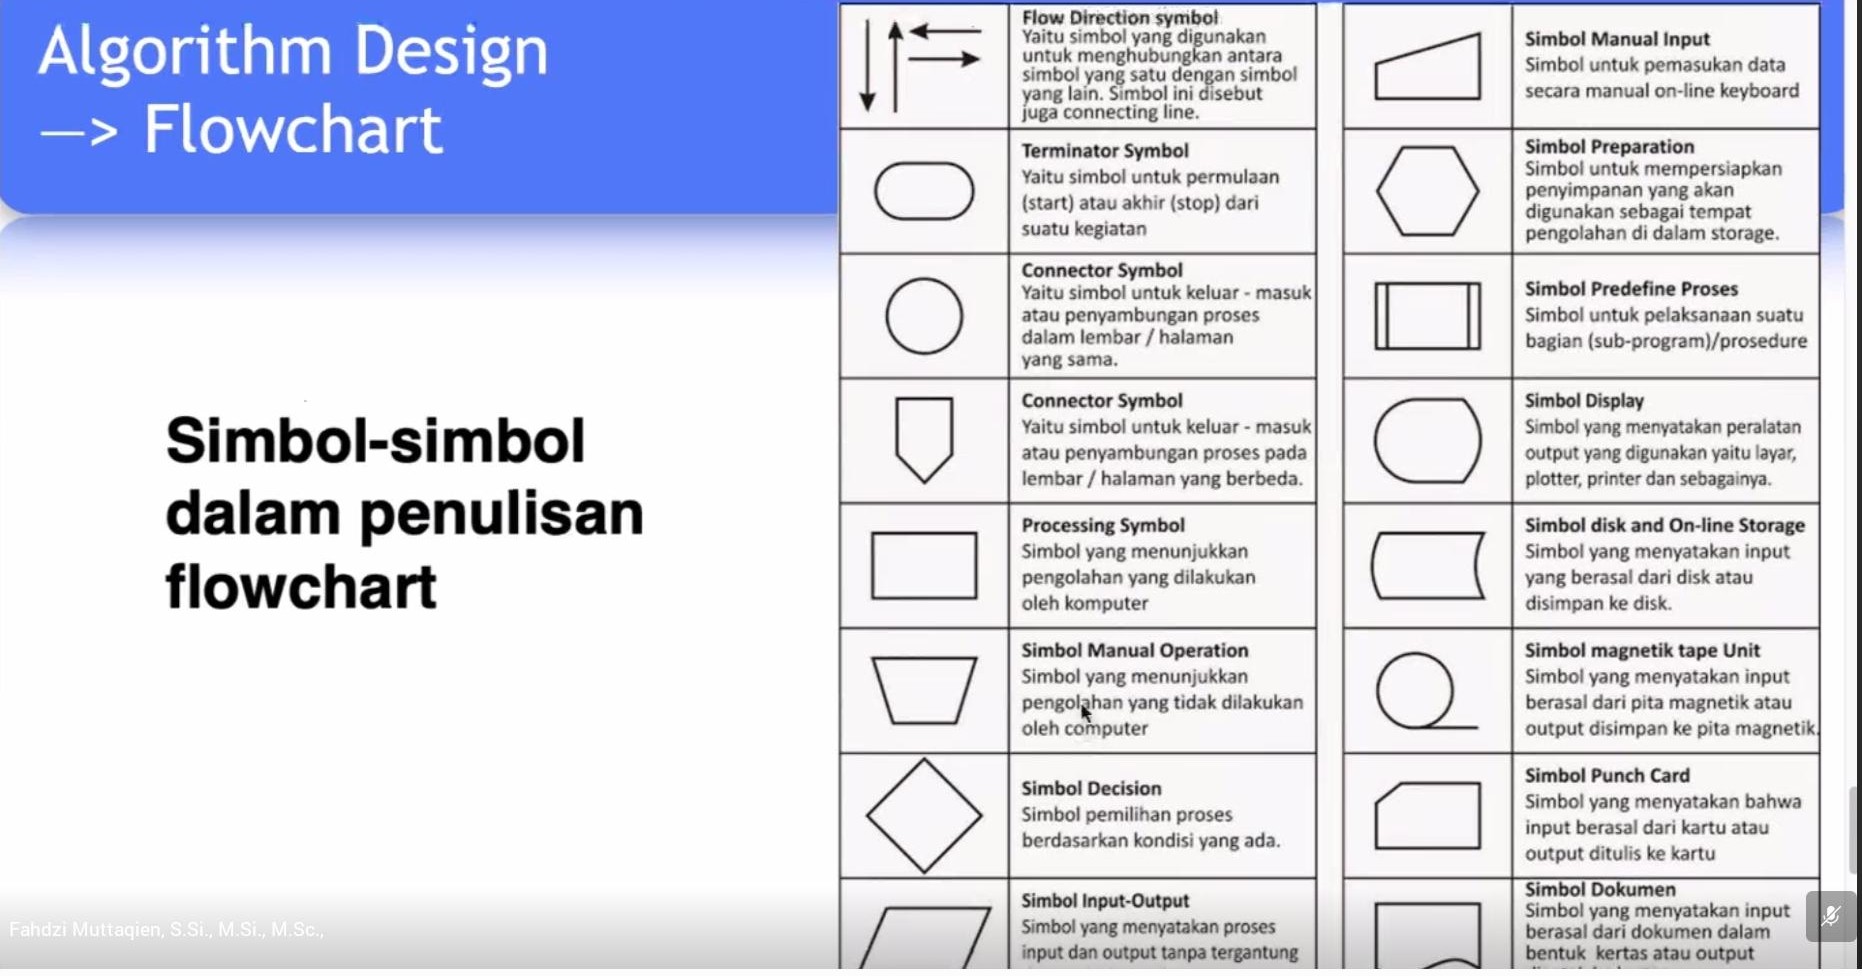 Algorithm Design
—> Flowchart
Simbol-simbol
dalam penulisan
flowchart
Flow Direction symbol
Yaitu simbol yang digunakan
untuk menghubungkan antara
simbol yang satu dengan simbol
yang lain. Simbol ini disebut
juga connecting line.
Terminator Symbol
Yaitu simbol untuk permulaan
(start) atau akhir (stop) dari
suatu kegiatan
Connector Symbol
Yaitu simbol untuk keluar - masuk
atau penyambungan proses
dalam lembar / halaman
yang sama.
Connector Symbol
Yaitu simbol untuk keluar - masuk
atau penyambungan proses pada
lembar / halaman yang berbeda.
Processing Symbol
Simbol yang menunjukkan
pengolahan yang dilakukan
oleh komputer
Simbol Manual Operation
Simbol yang menunjukkan
pengolahan yang tidak dilakukan
oleh computer
Simbol Decision
Simbol pemilihan proses
berdasarkan kondisi yang ada.
Simbol Input-Output
Simbol yang menyatakan proses
input dan output tanpa tergantung
Simbol Manual Input
Simbol untuk pemasukan data
secara manual on-line keyboard
Simbol Preparation
Simbol untuk mempersiapkan
penyimpanan yang akan
digunakan sebagai tempat
pengolahan di dalam storage.
Simbol Predefine Proses
Simbol untuk pelaksanaan suatu
bagian (sub-program)/prosedure
Simbol Display
Simbol yang menyatakan peralatan
output yang digunakan yaitu layar,
plotter, printer dan sebagainya.
Simbol disk and On-line Storage
Simbol yang menyatakan input
yang berasal dari disk atau
disimpan ke disk.
Simbol magnetik tape Unit
Simbol yang menyatakan input
berasal dari pita magnetik atau
output disimpan ke pita magnetik.
Simbol Punch Card
Simbol yang menyatakan bahwa
input berasal dari kartu atau
output ditulis ke kartu
Simbol Dokumen
Simbol yang menyatakan input
berasal dari dokumen dalam
bentuk kertas atau output
Fahdzi Muttaqien, S.Si., M.Si., M.Sc.,